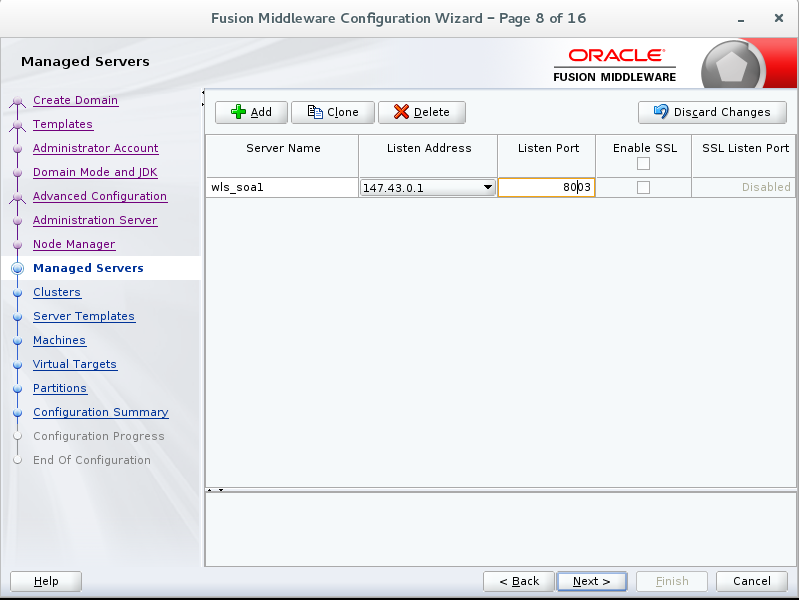 Fusion Middleware Configuration Wizard – Page 8 of 16
Managed Servers
ORACLE
FUSION MIDDLEWARE
Create Domain
Templates
Administrator Account
Domain Mode and JDK
Advanced Configuration
Administration Server
Node Manager
Managed Servers
Clusters
Server Templates
Machines
Virtual Targets
Partitions
Configuration Summary
Configuration Progress
End Of Configuration
Add Clone Delete Discard Changes
Server Name Listen Address Listen Port Enable SSL SSL Listen Port
wls_soa1 147.43.0.1 8003 Disabled
Help < Back Next > Finish Cancel